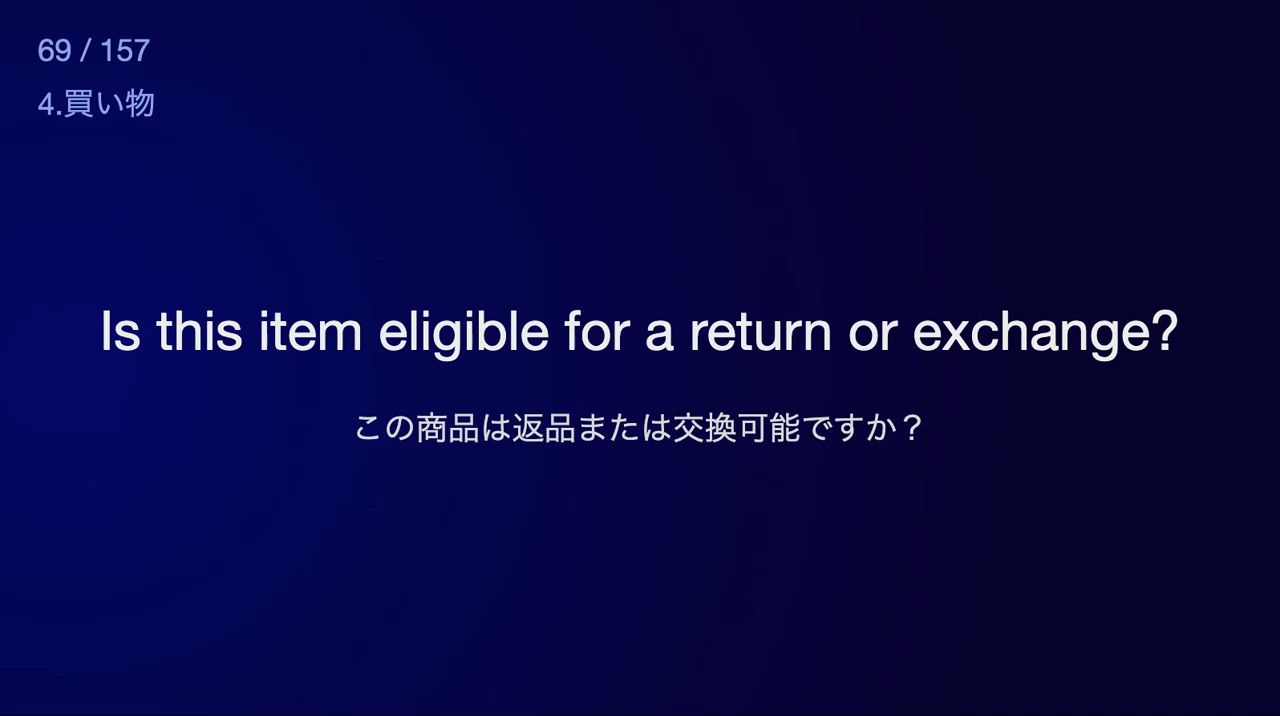 69 / 157
4.買い物
Is this item eligible for a return or exchange?
この商品は返品または交換可能ですか？